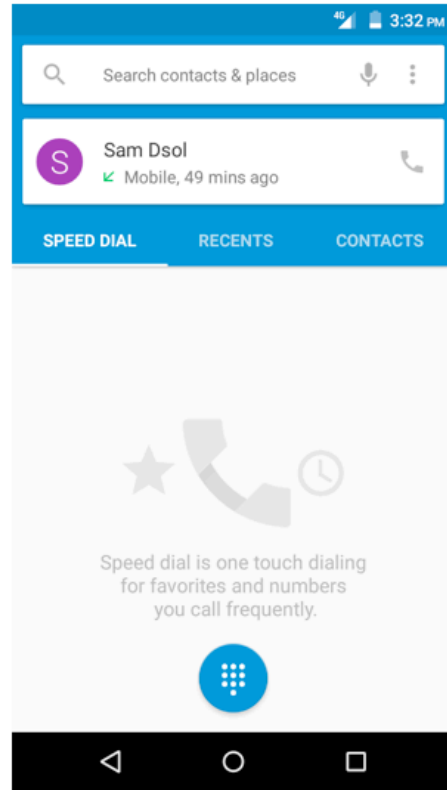 4G 3:32 PM
Search contacts & places
S
Sam Dsol
Mobile, 49 mins ago
SPEED DIAL RECENTS CONTACTS
Speed dial is one touch dialing
for favorites and numbers
you call frequently.